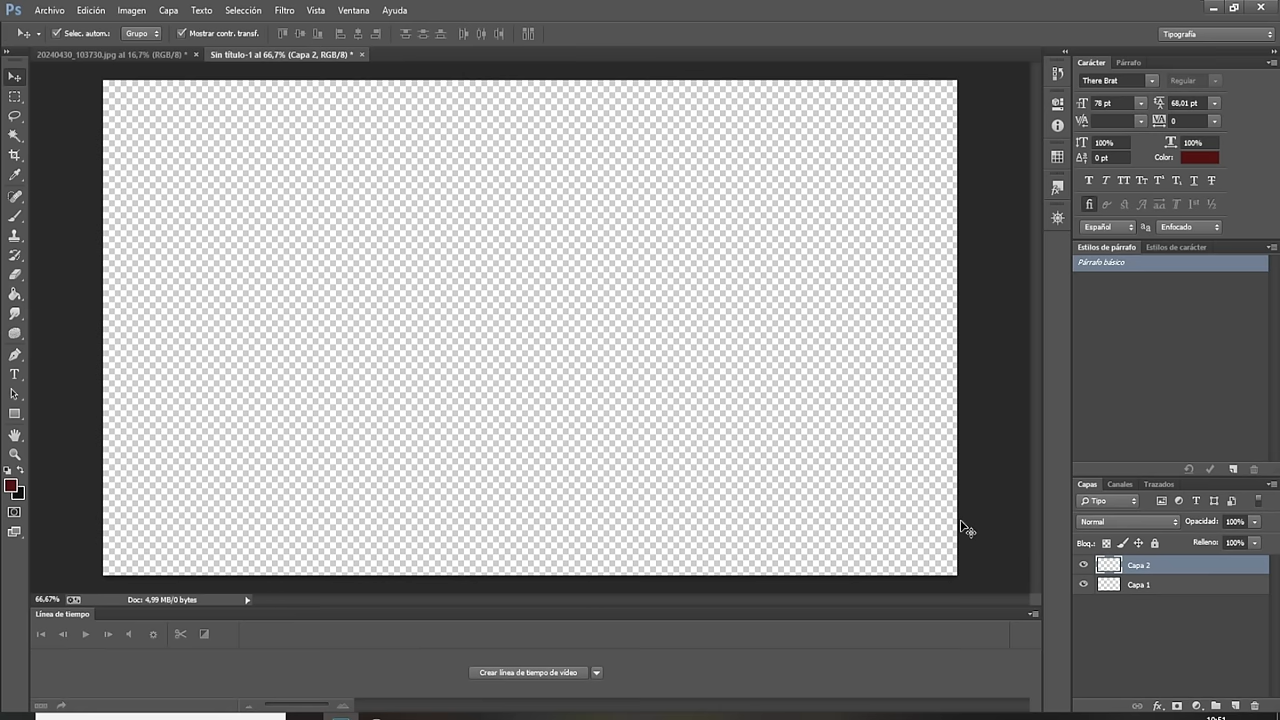 Ps Archivo Edición Imagen Capa Texto Selección Filtro Vista Ventana Ayuda
Selec. autom.: Grupo Mostrar contr. transf. Tipografía
20240430_103730.jpg al 16,7% (RGB/8) * × Sin título-1 al 66,7% (Capa 2, RGB/8) * ×
Carácter Párrafo
There Brat Regular
78 pt 68,01 pt
0
100% 100%
0 pt Color:
Español Enfocado
Estilos de párrafo Estilos de carácter
Párrafo básico
Capas Canales Trazados
Tipo
Normal Opacidad: 100%
Bloq.: Relleno: 100%
Capa 2
Capa 1
66,67% Doc: 4,99 MB/0 bytes
Línea de tiempo
Crear línea de tiempo de vídeo
10:51